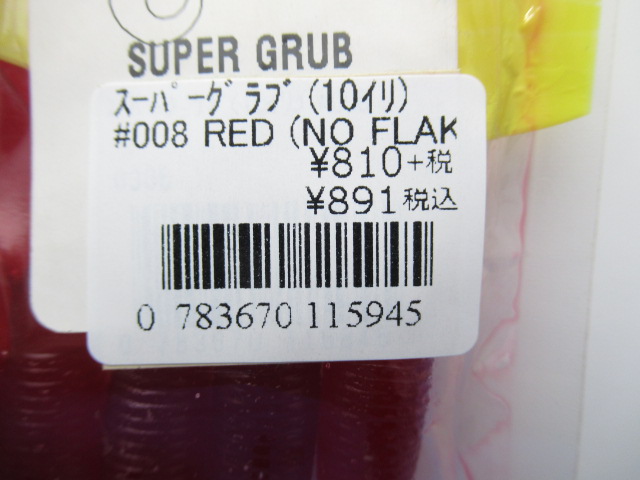 SUPER GRUB
ｽｰﾊﾟｰｸﾞﾗﾌﾞ(10ｲﾘ)
#008 RED (NO FLAK
¥810+税
¥891税込
0 783670 115945